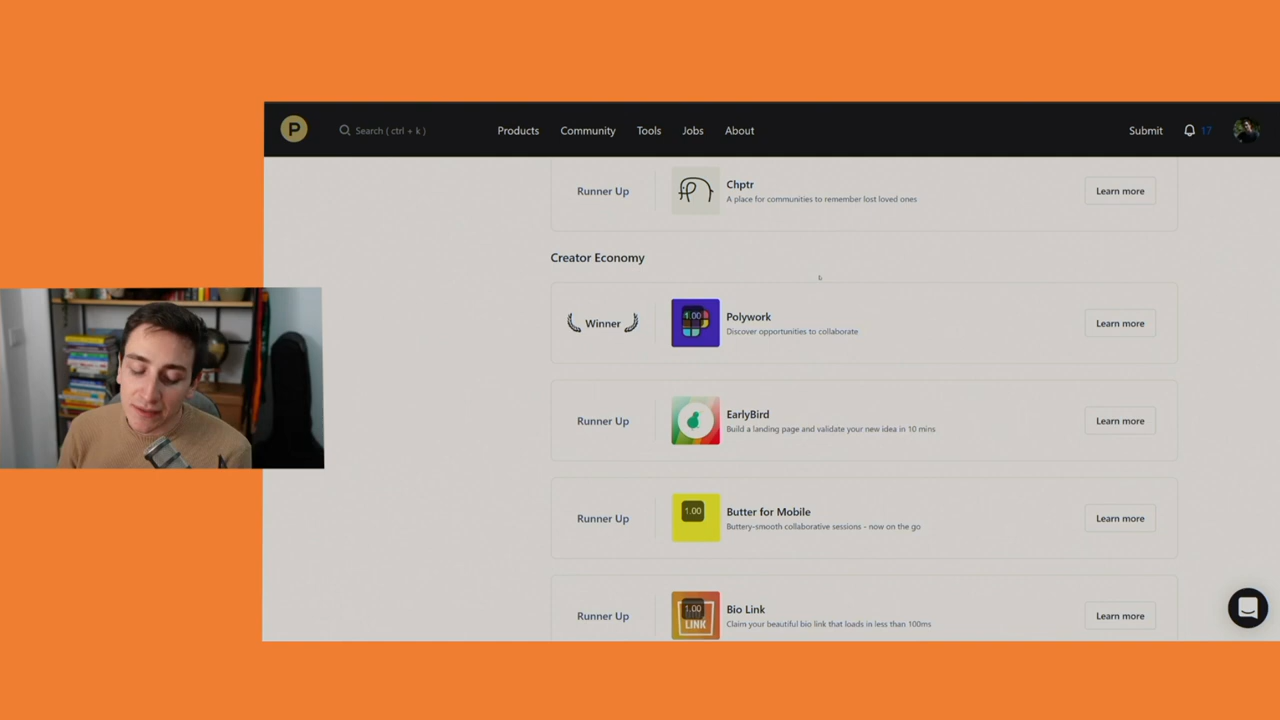 P
Search ( ctrl + k )
Products
Community
Tools
Jobs
About
Submit
17
Runner Up
Chptr
A place for communities to remember lost loved ones
Learn more
Creator Economy
Winner
1.00
Polywork
Discover opportunities to collaborate
Learn more
Runner Up
EarlyBird
Build a landing page and validate your new idea in 10 mins
Learn more
Runner Up
1.00
Butter for Mobile
Buttery-smooth collaborative sessions - now on the go
Learn more
Runner Up
1.00
LINK
Bio Link
Claim your beautiful bio link that loads in less than 100ms
Learn more